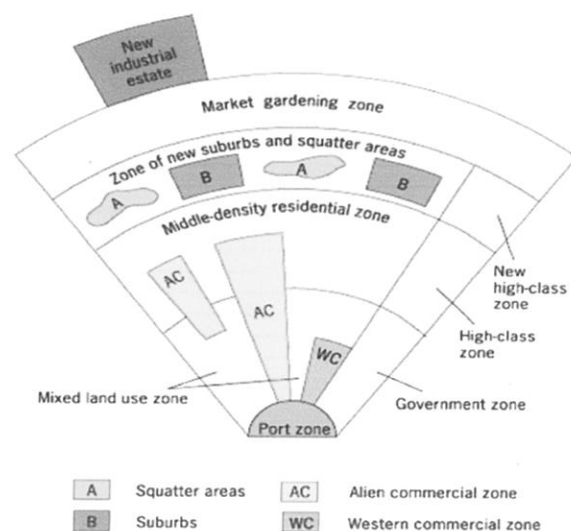 New
industrial
estate
Market gardening zone
Zone of new suburbs and squatter areas
A
B
A
B
Middle-density residential zone
AC
AC
WC
New
high-class
zone
High-class
zone
Mixed land use zone
Government zone
Port zone
A Squatter areas
AC Alien commercial zone
B Suburbs
WC Western commercial zone